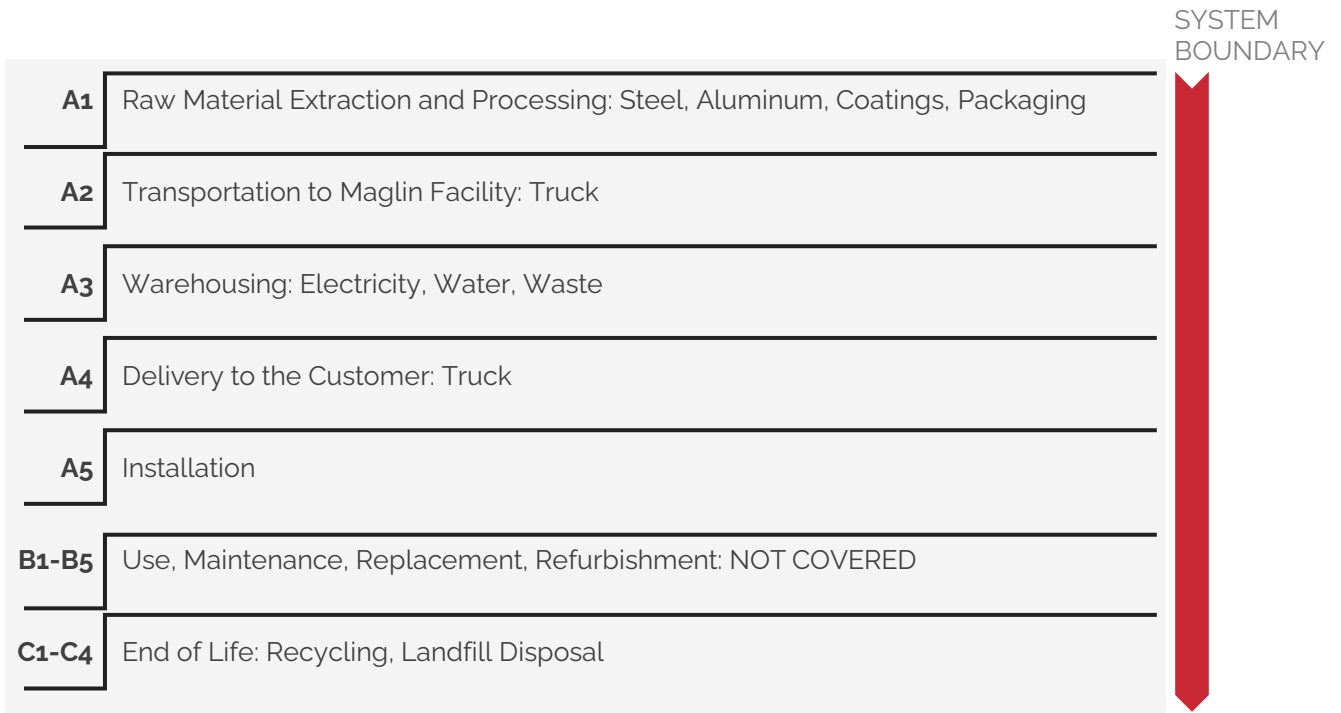 SYSTEM
BOUNDARY
A1 Raw Material Extraction and Processing: Steel, Aluminum, Coatings, Packaging
A2 Transportation to Maglin Facility: Truck
A3 Warehousing: Electricity, Water, Waste
A4 Delivery to the Customer: Truck
A5 Installation
B1-B5 Use, Maintenance, Replacement, Refurbishment: NOT COVERED
C1-C4 End of Life: Recycling, Landfill Disposal